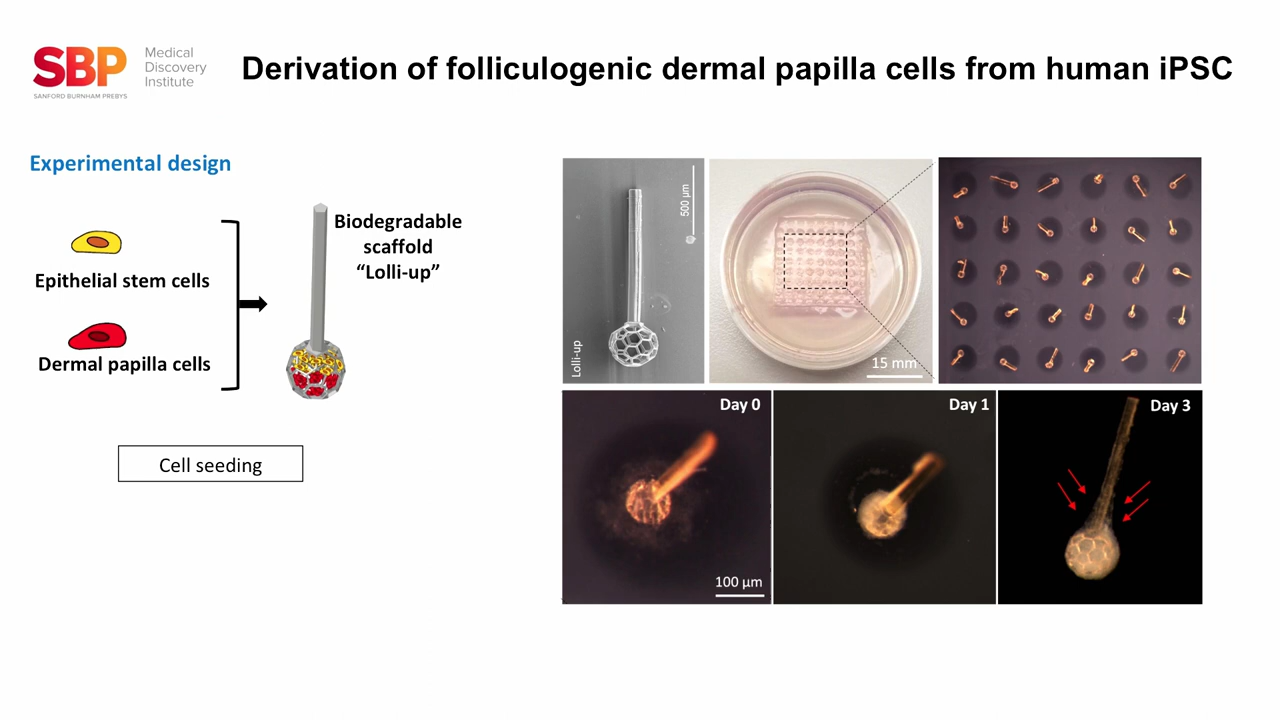 SBP
SANFORD BURNHAM PREBYS
Medical
Discovery
Institute
Derivation of folliculogenic dermal papilla cells from human iPSC
Experimental design
Epithelial stem cells
Dermal papilla cells
Biodegradable
scaffold
“Lolli-up”
Cell seeding
500 µm
Lolli-up
15 mm
Day 0
100 µm
Day 1
Day 3